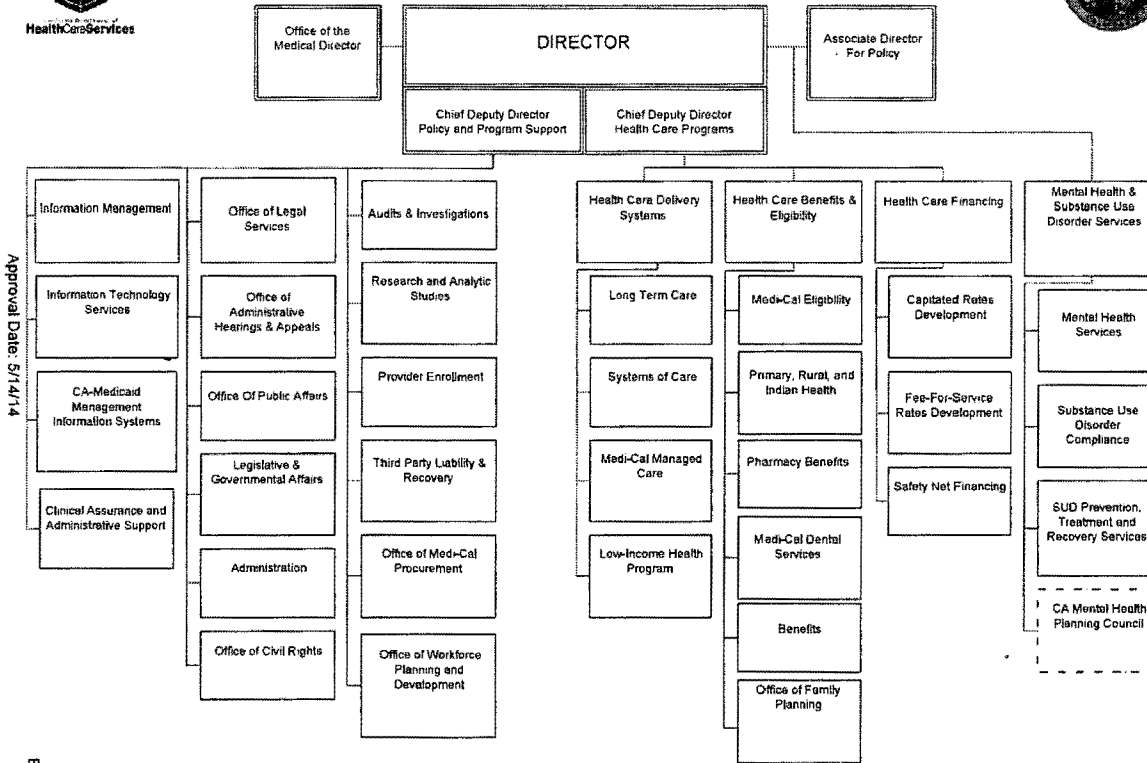 HealthCareServices
Office of the
Medical Director
DIRECTOR
Associate Director
For Policy
Chief Deputy Director
Policy and Program Support
Chief Deputy Director
Health Care Programs
Information Management
Office of Legal
Services
Audits & Investigations
Health Care Delivery
Systems
Health Care Benefits &
Eligibility
Health Care Financing
Mental Health &
Substance Use
Disorder Services
Information Technology
Services
Office of
Administrative
Hearings & Appeals
Research and Analytic
Studies
Long Term Care
Medi-Cal Eligibility
Capitated Rates
Development
Mental Health
Services
CA-Medicaid
Management
Information Systems
Office Of Public Affairs
Provider Enrollment
Systems of Care
Primary, Rural, and
Indian Health
Fee-For-Service
Rates Development
Substance Use
Disorder
Compliance
Clinical Assurance and
Administrative Support
Legislative &
Governmental Affairs
Third Party Liability &
Recovery
Medi-Cal Managed
Care
Pharmacy Benefits
Safety Net Financing
SUD Prevention,
Treatment and
Recovery Services
Administration
Office of Medi-Cal
Procurement
Low-Income Health
Program
Medi-Cal Dental
Services
CA Mental Health
Planning Council
Office of Civil Rights
Office of Workforce
Planning and
Development
Benefits
Office of Family
Planning
Approval Date: 5/14/14